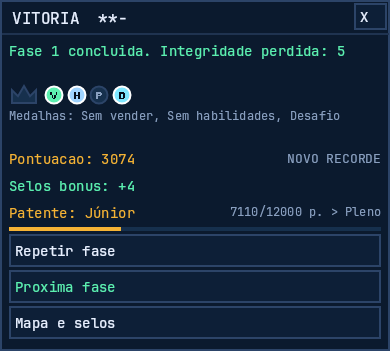 VITORIA **-
X
Fase 1 concluida. Integridade perdida: 5
V H P D
Medalhas: Sem vender, Sem habilidades, Desafio
Pontuacao: 3074
NOVO RECORDE
Selos bonus: +4
Patente: Júnior
7110/12000 p. > Pleno
Repetir fase
Proxima fase
Mapa e selos